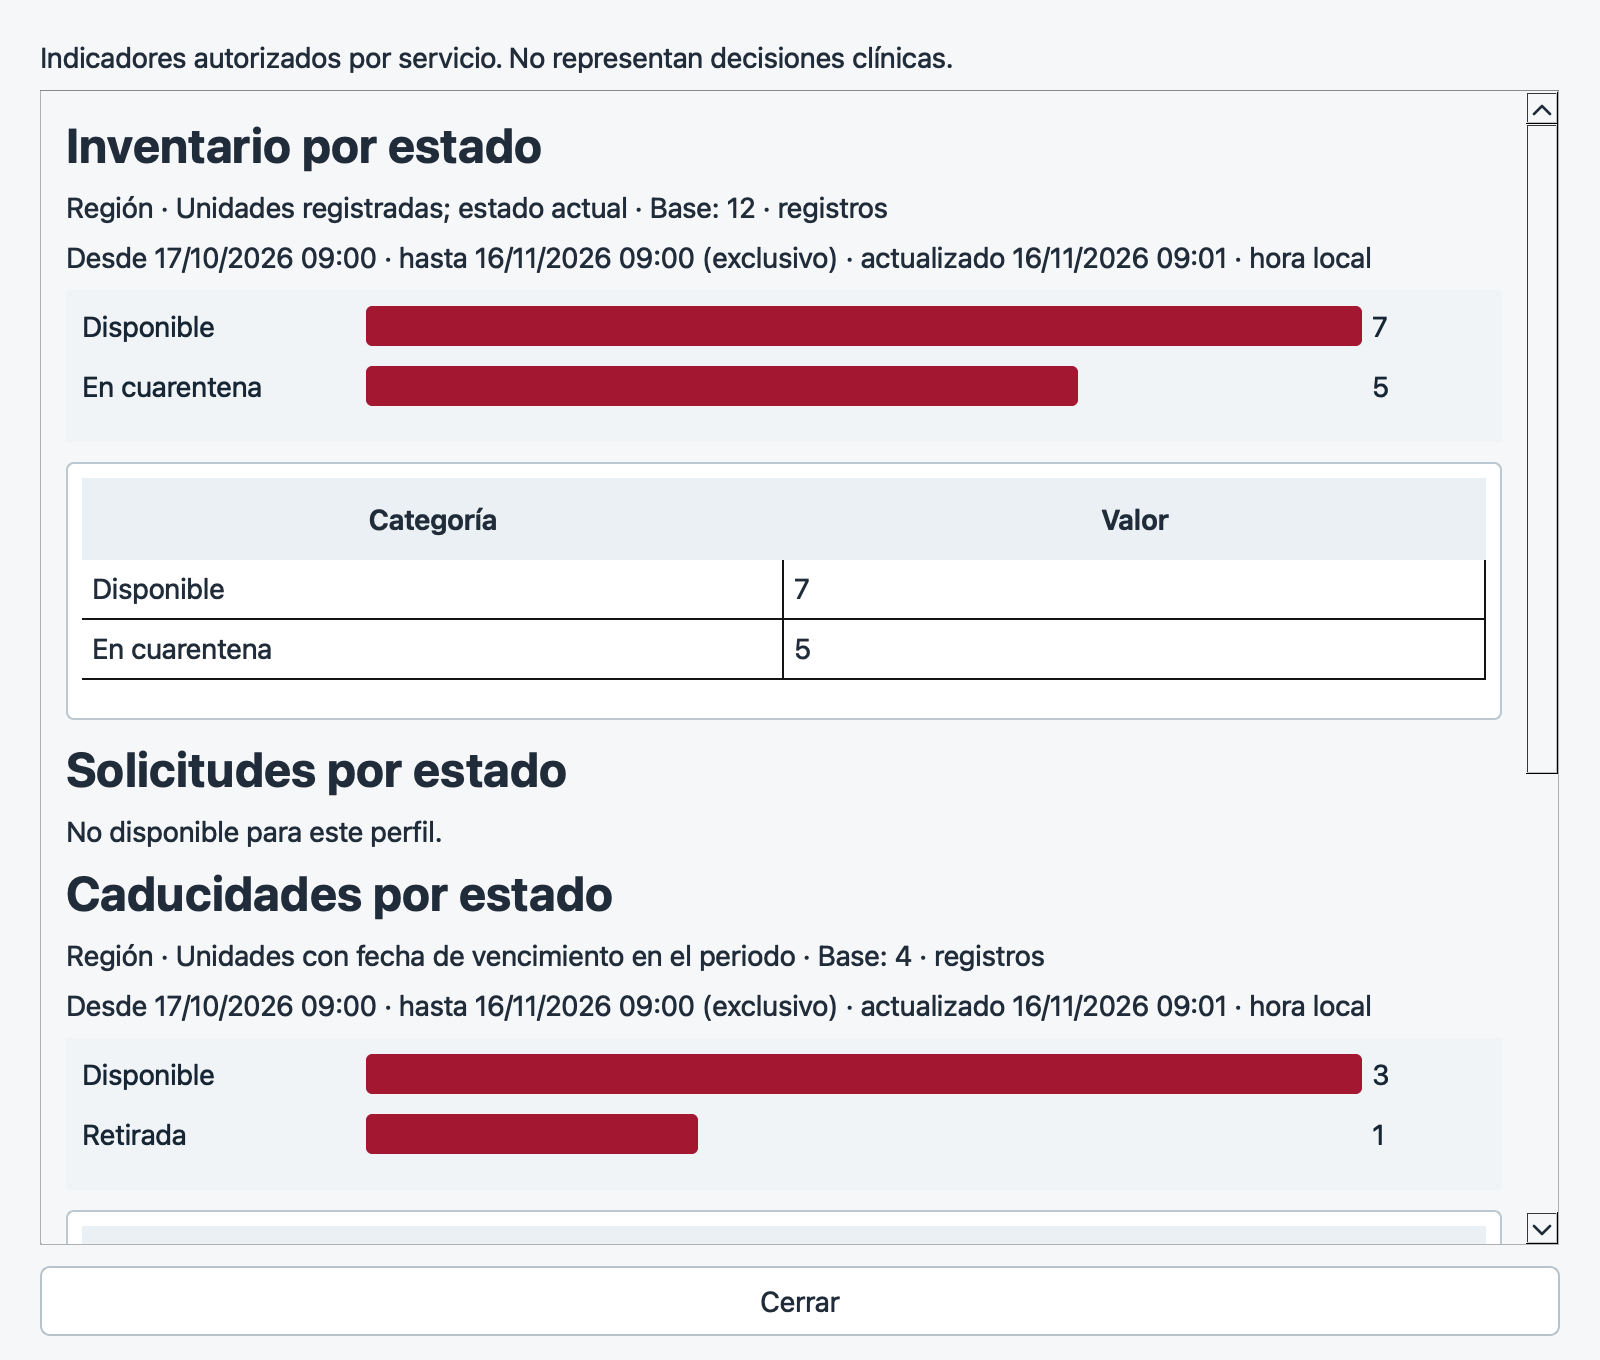 Indicadores autorizados por servicio. No representan decisiones clínicas.
Inventario por estado
Región · Unidades registradas; estado actual · Base: 12 · registros
Desde 17/10/2026 09:00 · hasta 16/11/2026 09:00 (exclusivo) · actualizado 16/11/2026 09:01 · hora local
Disponible 7
En cuarentena 5
Categoría Valor
Disponible 7
En cuarentena 5
Solicitudes por estado
No disponible para este perfil.
Caducidades por estado
Región · Unidades con fecha de vencimiento en el periodo · Base: 4 · registros
Desde 17/10/2026 09:00 · hasta 16/11/2026 09:00 (exclusivo) · actualizado 16/11/2026 09:01 · hora local
Disponible 3
Retirada 1
Cerrar